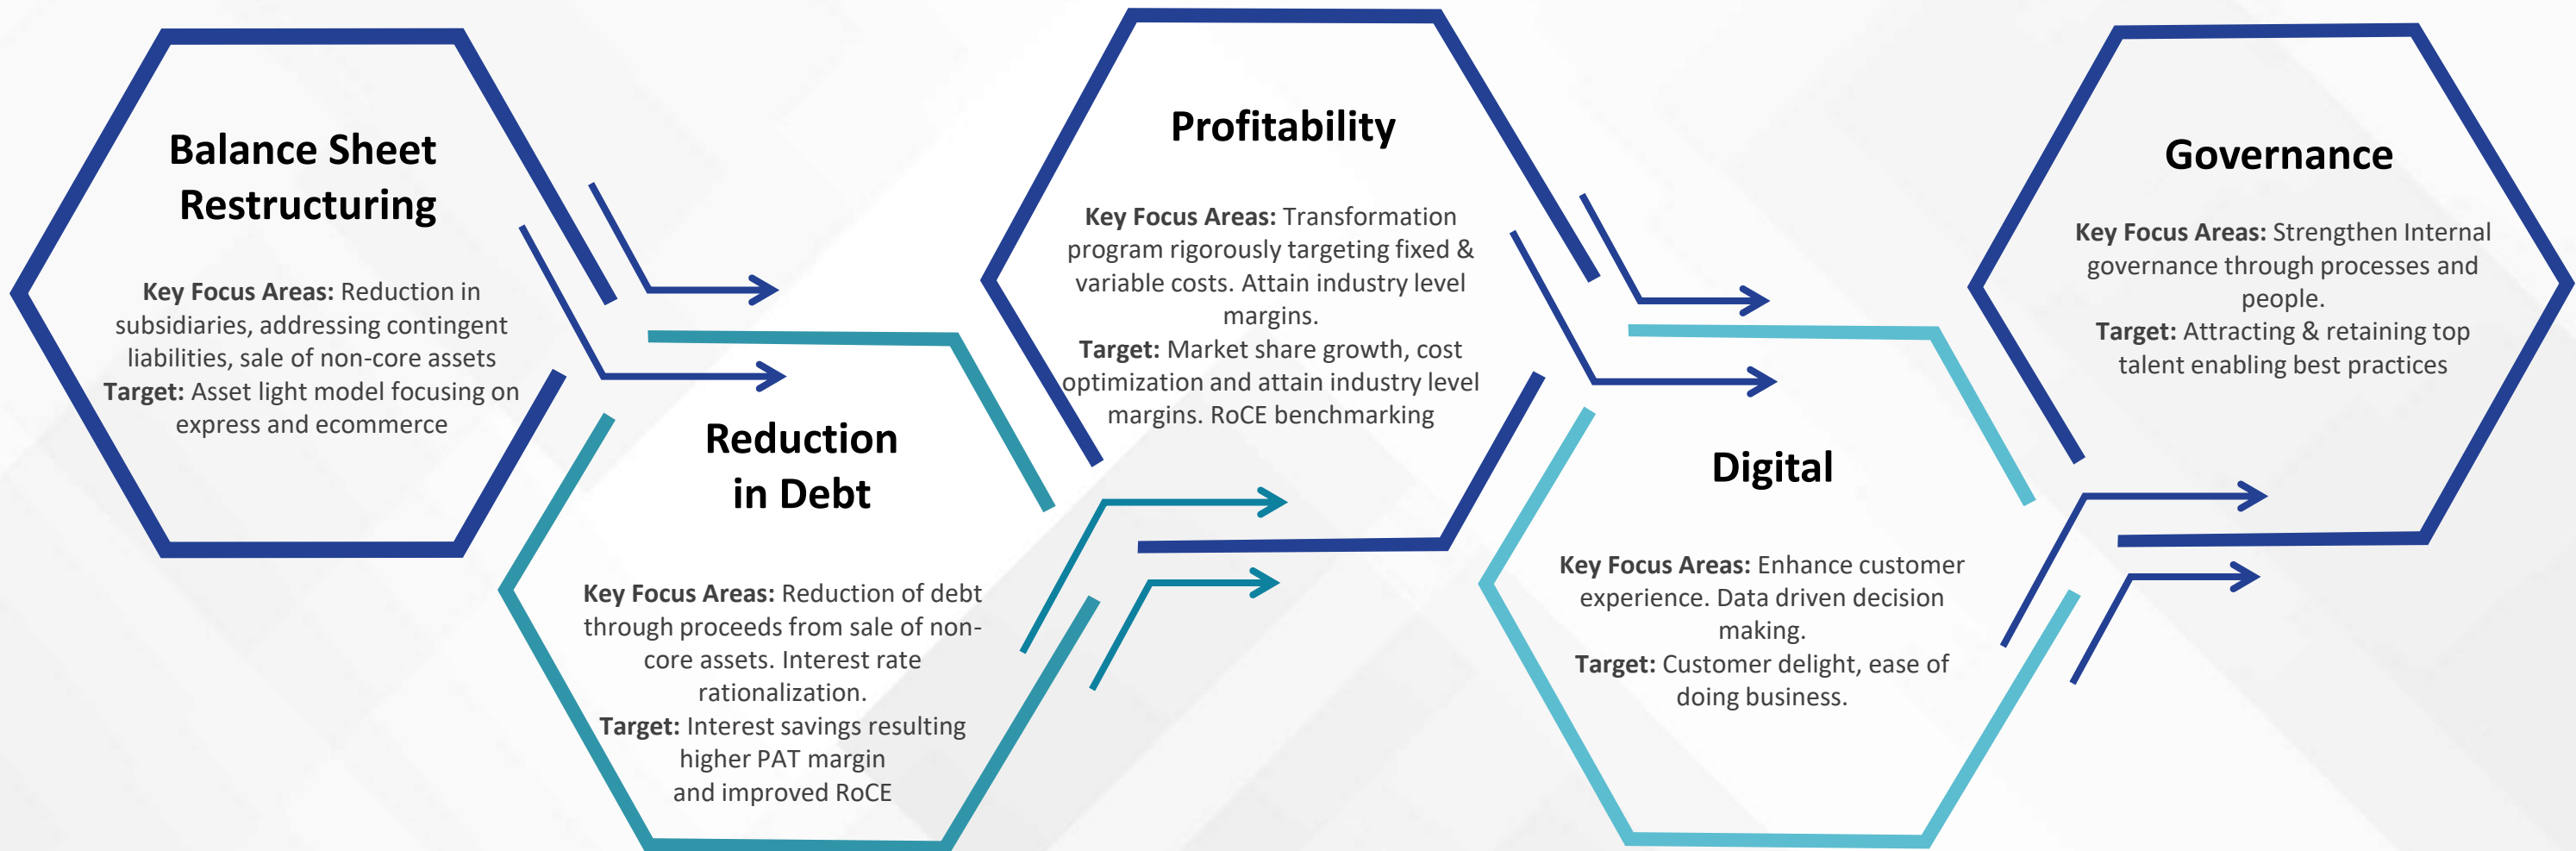 Balance Sheet
Restructuring
Key Focus Areas: Reduction in
subsidiaries, addressing contingent
liabilities, sale of non-core assets
Target: Asset light model focusing on
express and ecommerce
Reduction
in Debt
Key Focus Areas: Reduction of debt
through proceeds from sale of non-
core assets. Interest rate
rationalization.
Target: Interest savings resulting
higher PAT margin
and improved RoCE
Profitability
Key Focus Areas: Transformation
program rigorously targeting fixed &
variable costs. Attain industry level
margins.
Target: Market share growth, cost
optimization and attain industry level
margins. RoCE benchmarking
Digital
Key Focus Areas: Enhance customer
experience. Data driven decision
making.
Target: Customer delight, ease of
doing business.
Governance
Key Focus Areas: Strengthen Internal
governance through processes and
people.
Target: Attracting & retaining top
talent enabling best practices